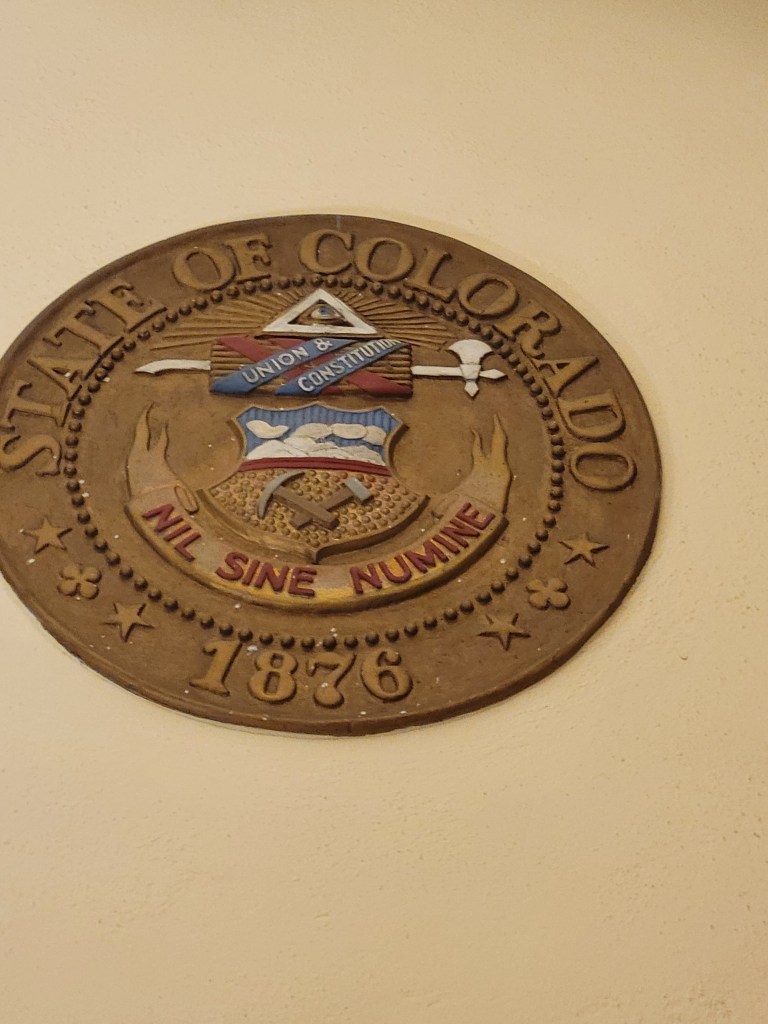 STATE OF COLORADO
UNION &
CONSTITUTION
NIL SINE NUMINE
1876